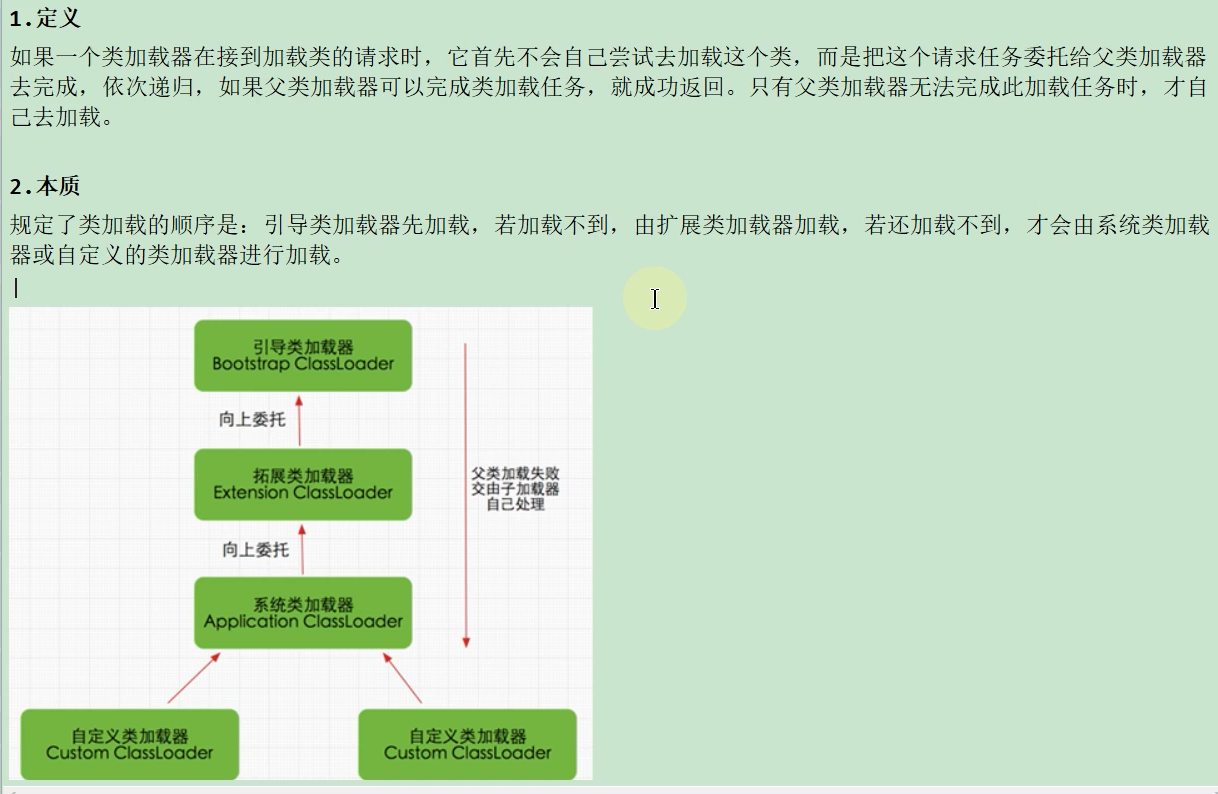 1.定义
如果一个类加载器在接到加载类的请求时，它首先不会自己尝试去加载这个类，而是把这个请求任务委托给父类加载器
去完成，依次递归，如果父类加载器可以完成类加载任务，就成功返回。只有父类加载器无法完成此加载任务时，才自
己去加载。
2.本质
规定了类加载的顺序是：引导类加载器先加载，若加载不到，由扩展类加载器加载，若还加载不到，才会由系统类加载
器或自定义的类加载器进行加载。
引导类加载器
Bootstrap ClassLoader
向上委托
拓展类加载器
Extension ClassLoader
父类加载失败
交由子加载器
自己处理
向上委托
系统类加载器
Application ClassLoader
自定义类加载器
Custom ClassLoader
自定义类加载器
Custom ClassLoader